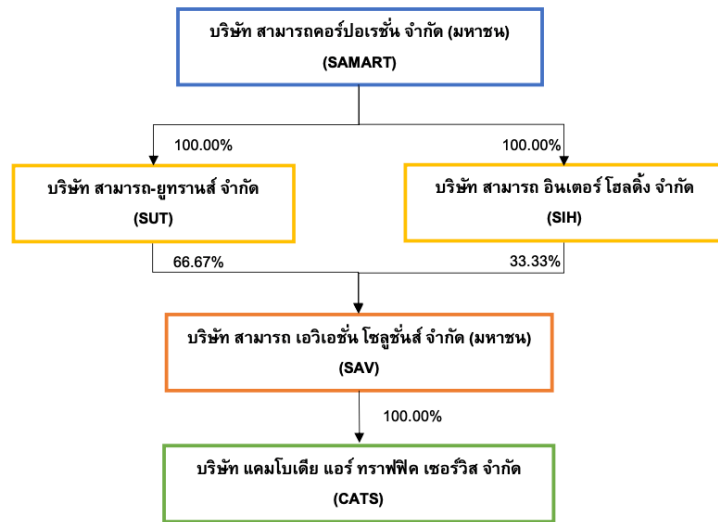 บริษัท สามารถคอร์ปอเรชั่น จำกัด (มหาชน)
(SAMART)
100.00%
100.00%
บริษัท สามารถ-ยูทรานส์ จำกัด
(SUT)
บริษัท สามารถ อินเตอร์ โฮลดิ้ง จำกัด
(SIH)
66.67%
33.33%
บริษัท สามารถ เอวิเอชั่น โซลูชั่นส์ จำกัด (มหาชน)
(SAV)
100.00%
บริษัท แคมโบเดีย แอร์ ทราฟฟิค เซอร์วิส จำกัด
(CATS)